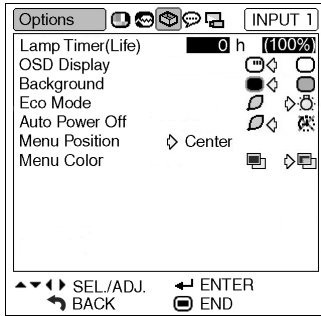 Options INPUT 1
Lamp Timer(Life) 0 h (100%)
OSD Display
Background
Eco Mode
Auto Power Off
Menu Position Center
Menu Color
SEL./ADJ. ENTER
BACK END